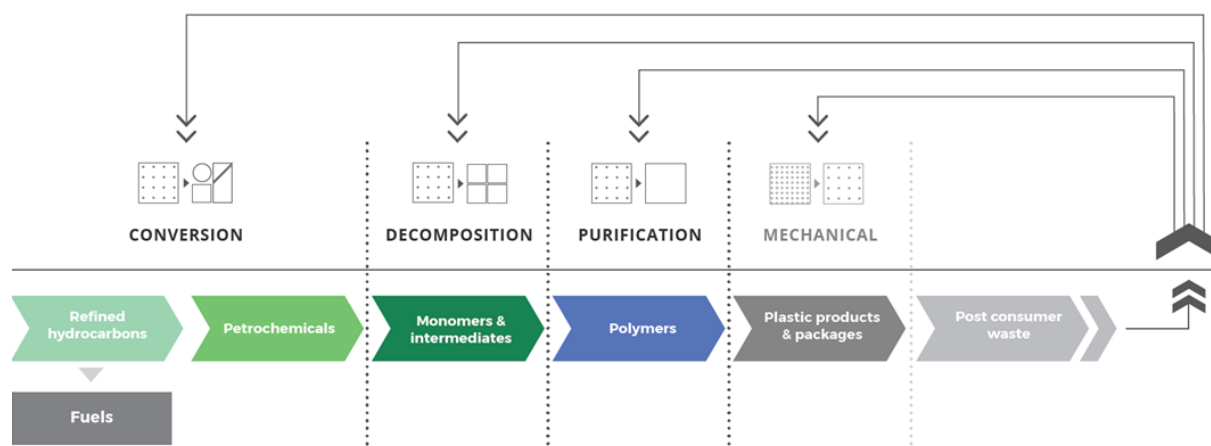 CONVERSION
DECOMPOSITION
PURIFICATION
MECHANICAL
Refined
hydrocarbons
Petrochemicals
Monomers &
intermediates
Polymers
Plastic products
& packages
Post consumer
waste
Fuels